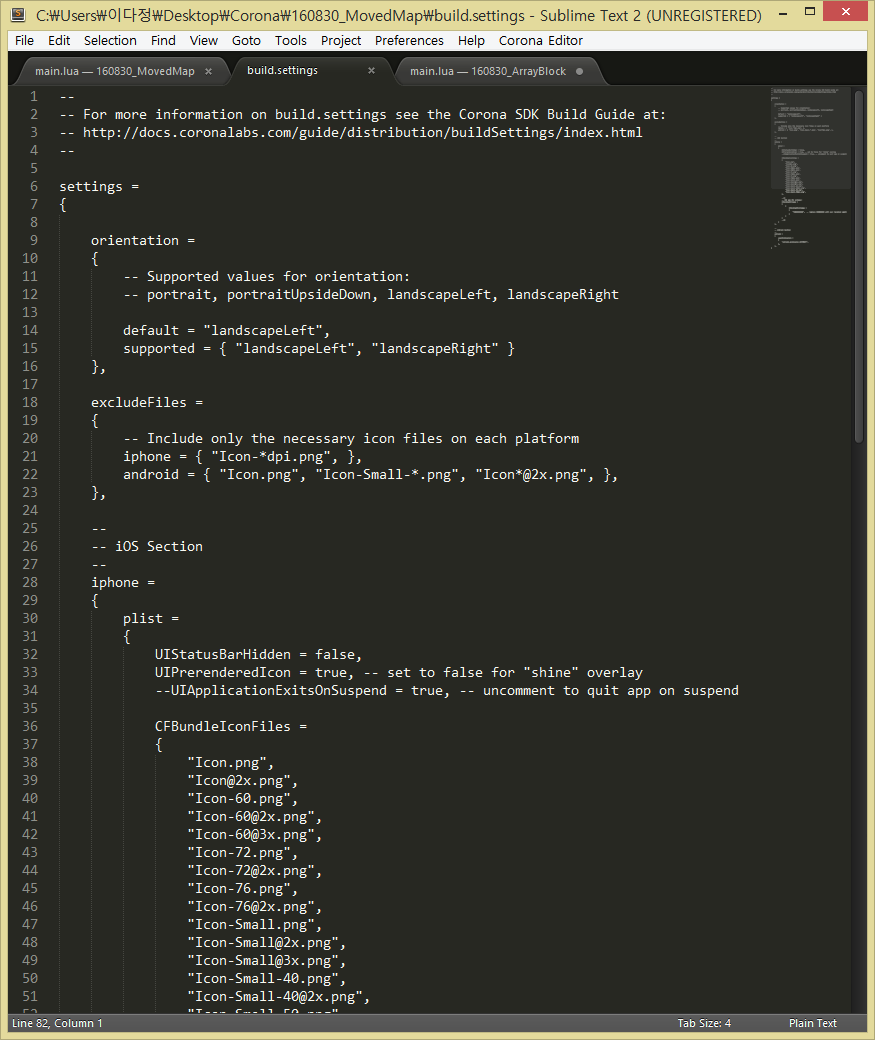 C:₩Users₩이다정₩Desktop₩Corona₩160830_MovedMap₩build.settings - Sublime Text 2 (UNREGISTERED)
File Edit Selection Find View Goto Tools Project Preferences Help Corona Editor
main.lua — 160830_MovedMap × build.settings × main.lua — 160830_ArrayBlock
1 --
2 -- For more information on build.settings see the Corona SDK Build Guide at:
3 -- http://docs.coronalabs.com/guide/distribution/buildSettings/index.html
4 --
5
6 settings =
7 {
8
9 orientation =
10 {
11 -- Supported values for orientation:
12 -- portrait, portraitUpsideDown, landscapeLeft, landscapeRight
13
14 default = "landscapeLeft",
15 supported = { "landscapeLeft", "landscapeRight" }
16 },
17
18 excludeFiles =
19 {
20 -- Include only the necessary icon files on each platform
21 iphone = { "Icon-*dpi.png", },
22 android = { "Icon.png", "Icon-Small-*.png", "Icon*@2x.png", },
23 },
24
25 --
26 -- iOS Section
27 --
28 iphone =
29 {
30 plist =
31 {
32 UIStatusBarHidden = false,
33 UIPrerenderedIcon = true, -- set to false for "shine" overlay
34 --UIApplicationExitsOnSuspend = true, -- uncomment to quit app on suspend
35
36 CFBundleIconFiles =
37 {
38 "Icon.png",
39 "Icon@2x.png",
40 "Icon-60.png",
41 "Icon-60@2x.png",
42 "Icon-60@3x.png",
43 "Icon-72.png",
44 "Icon-72@2x.png",
45 "Icon-76.png",
46 "Icon-76@2x.png",
47 "Icon-Small.png",
48 "Icon-Small@2x.png",
49 "Icon-Small@3x.png",
50 "Icon-Small-40.png",
51 "Icon-Small-40@2x.png",
52 "Icon-Small-50.png",
Line 82, Column 1 Tab Size: 4 Plain Text